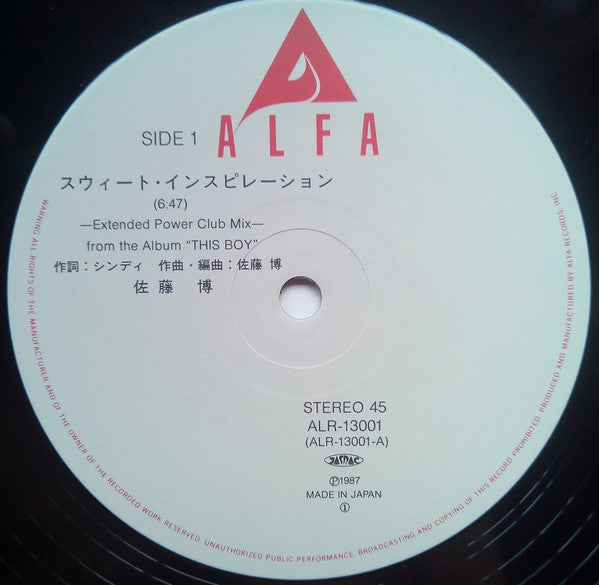 ALFA
SIDE 1
スウィート・インスピレーション
(6:47)
—Extended Power Club Mix—
from the Album "THIS BOY"
作詞：シンディ 作曲・編曲：佐藤 博
佐藤 博
STEREO 45
ALR-13001
(ALR-13001-A)
JASRAC
Ⓟ1987
MADE IN JAPAN
①
WARNING ALL RIGHTS OF THE MANUFACTURER AND OF THE OWNER OF THE RECORDED WORK RESERVED. UNAUTHORIZED PUBLIC PERFORMANCE, BROADCASTING AND COPYING OF THIS RECORD PROHIBITED. PRODUCED AND MANUFACTURED BY ALFA RECORDS, INC